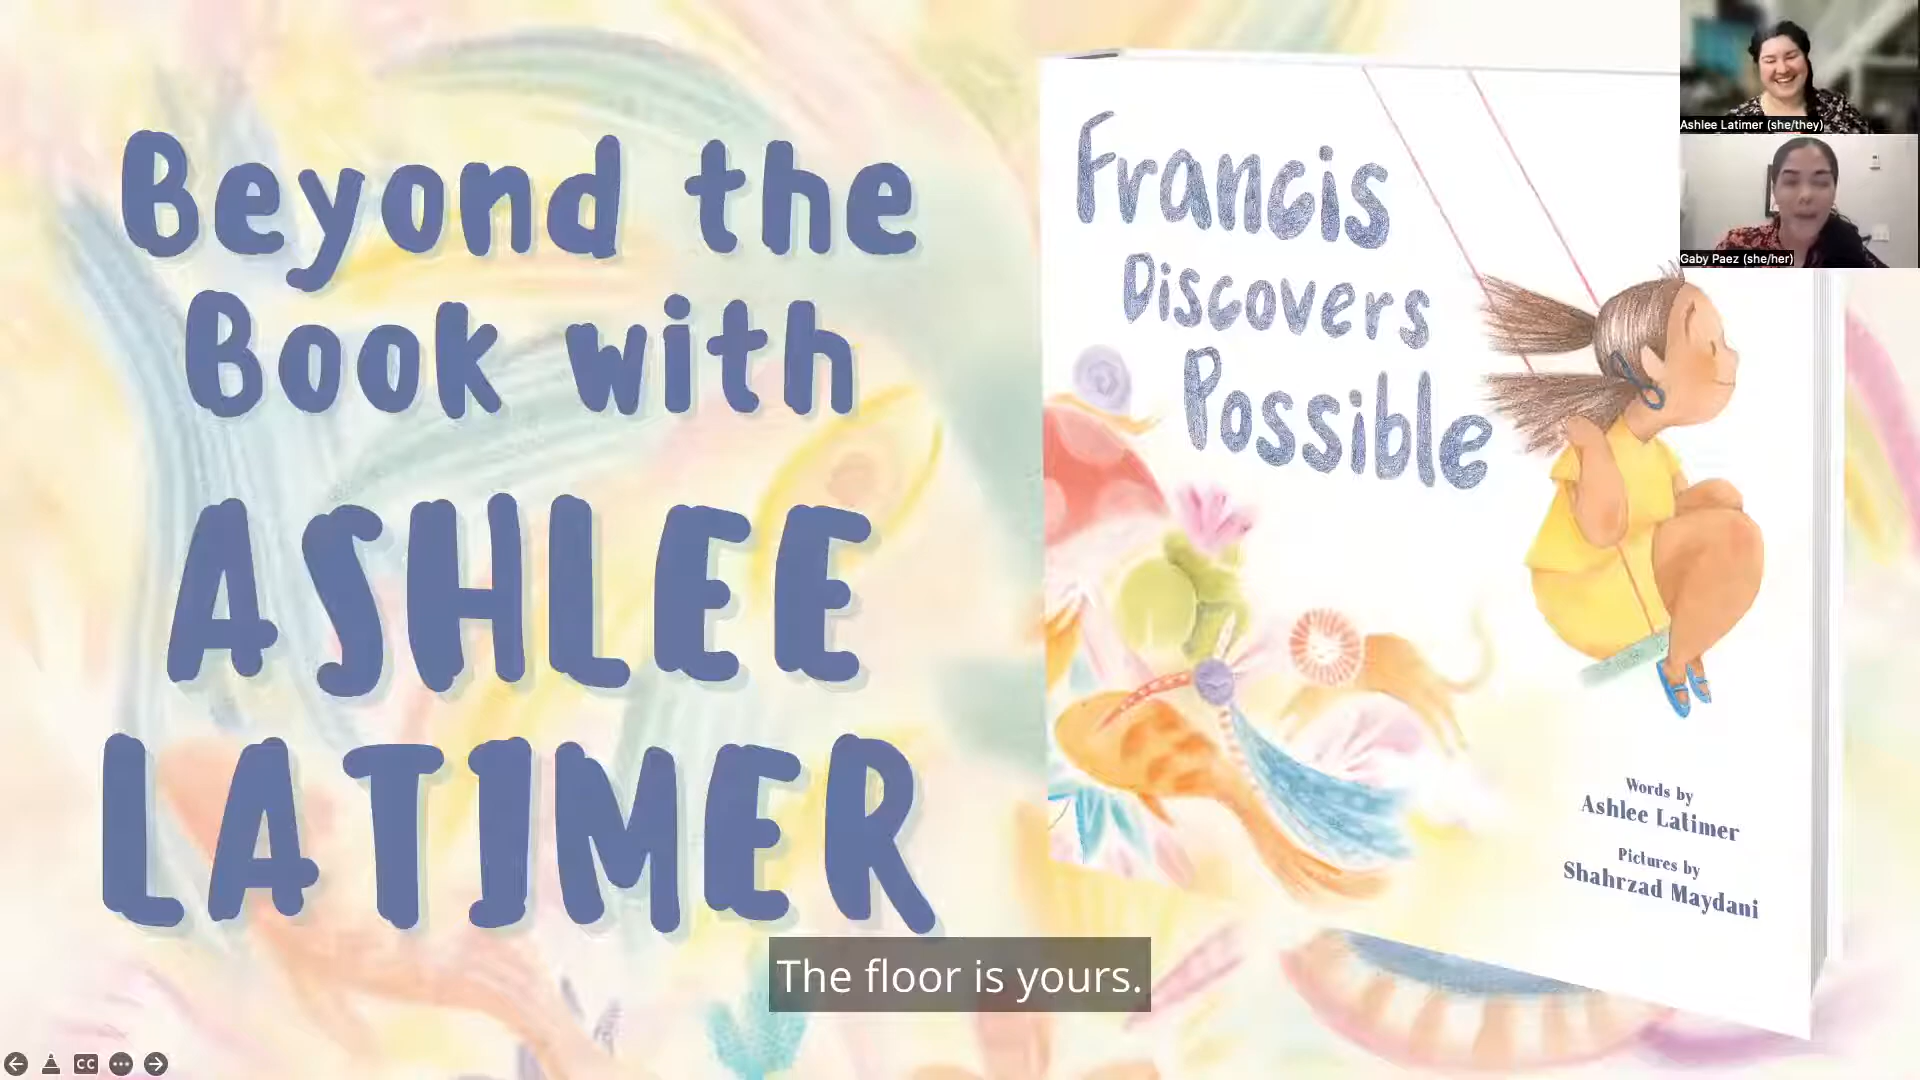 Beyond the
Book with
ASHLEE
LATIMER
Francis
Discovers
Possible
Words by
Ashlee Latimer
Pictures by
Shahrzad Maydani
Ashlee Latimer (she/they)
Gaby Paez (she/her)
The floor is yours.
CC